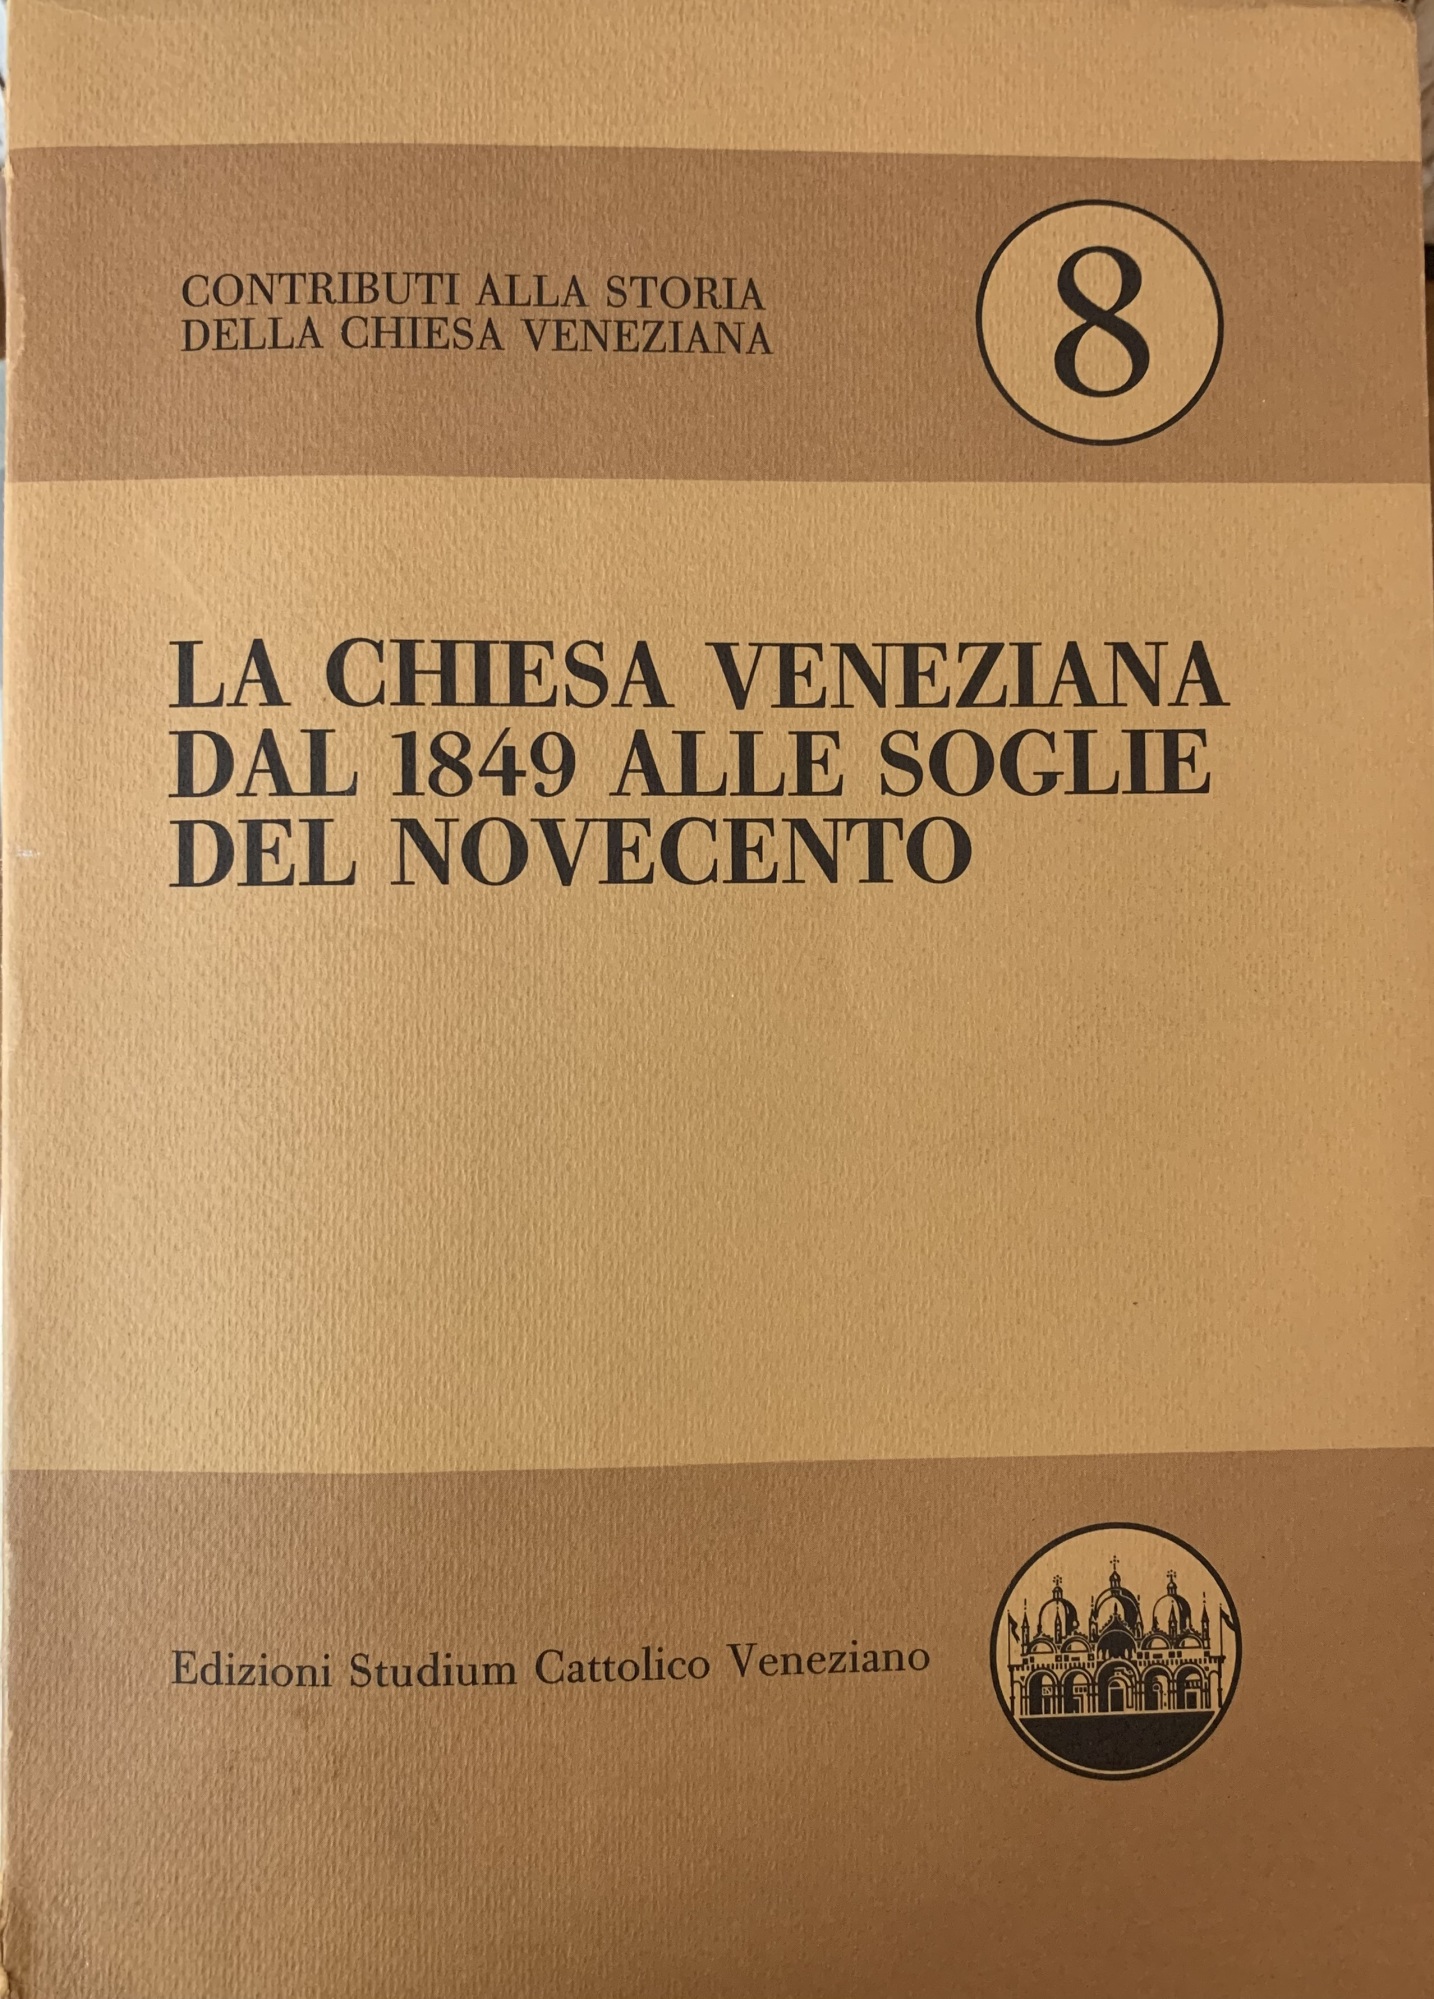 CONTRIBUTI ALLA STORIA
DELLA CHIESA VENEZIANA
8
LA CHIESA VENEZIANA
DAL 1849 ALLE SOGLIE
DEL NOVECENTO
Edizioni Studium Cattolico Veneziano